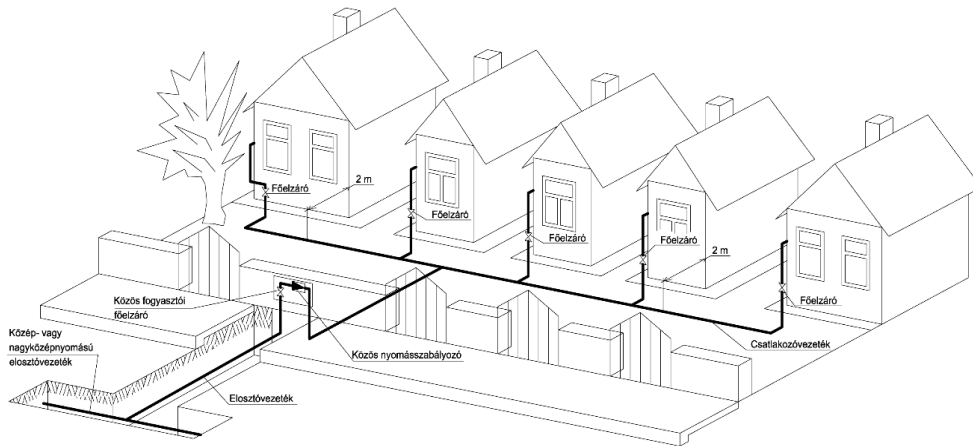 Főelzáró
2 m
Főelzáró
Főelzáró
Főelzáró
2 m
Főelzáró
Közös fogyasztói
főelzáró
Közép- vagy
nagyközépnyomású
elosztóvezeték
Közös nyomásszabályozó
Csatlakozóvezeték
Elosztóvezeték